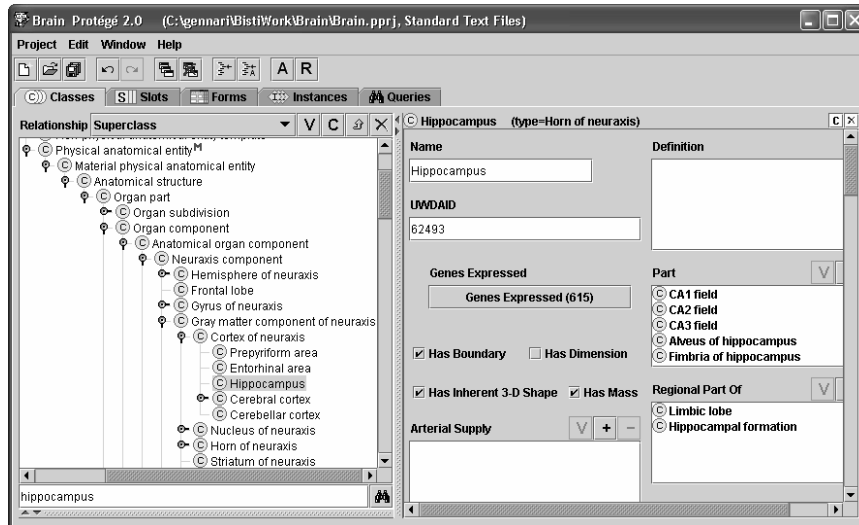 Brain Protégé 2.0 (C:\gennari\BistiWork\Brain\Brain.pprj, Standard Text Files)
Project Edit Window Help
A R
C Classes S Slots Forms Instances Queries
Relationship Superclass V C
Physical anatomical entity M
C Material physical anatomical entity
C Anatomical structure
C Organ part
C Organ subdivision
C Organ component
C Anatomical organ component
C Neuraxis component
C Hemisphere of neuraxis
C Frontal lobe
C Gyrus of neuraxis
C Gray matter component of neuraxis
C Cortex of neuraxis
C Prepyriform area
C Entorhinal area
C Hippocampus
C Cerebral cortex
C Cerebellar cortex
C Nucleus of neuraxis
C Horn of neuraxis
C Striatum of neuraxis
hippocampus
C Hippocampus (type=Horn of neuraxis) C X
Name
Hippocampus
UWDAID
62493
Genes Expressed
Genes Expressed (615)
Has Boundary Has Dimension
Has Inherent 3-D Shape Has Mass
Arterial Supply V + -
Definition
Part V
C CA1 field
C CA2 field
C CA3 field
C Alveus of hippocampus
C Fimbria of hippocampus
Regional Part Of V
C Limbic lobe
C Hippocampal formation